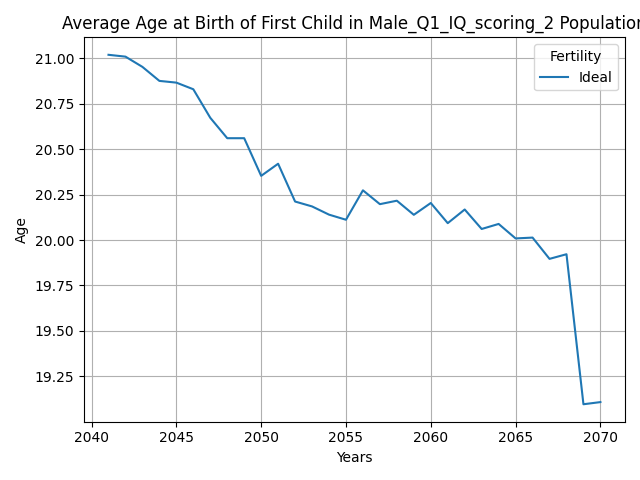 Average Age at Birth of First Child in Male_Q1_IQ_scoring_2 Population
Fertility
Ideal
21.00
20.75
20.50
20.25
20.00
19.75
19.50
19.25
Age
2040 2045 2050 2055 2060 2065 2070
Years